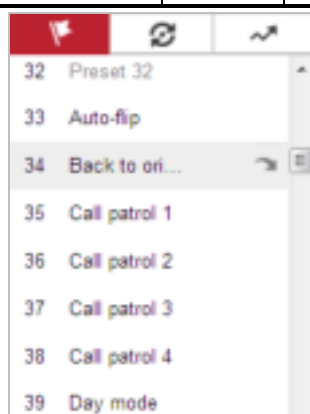 32 Preset 32
33 Auto-flip
34 Back to ori...
35 Call patrol 1
36 Call patrol 2
37 Call patrol 3
38 Call patrol 4
39 Day mode